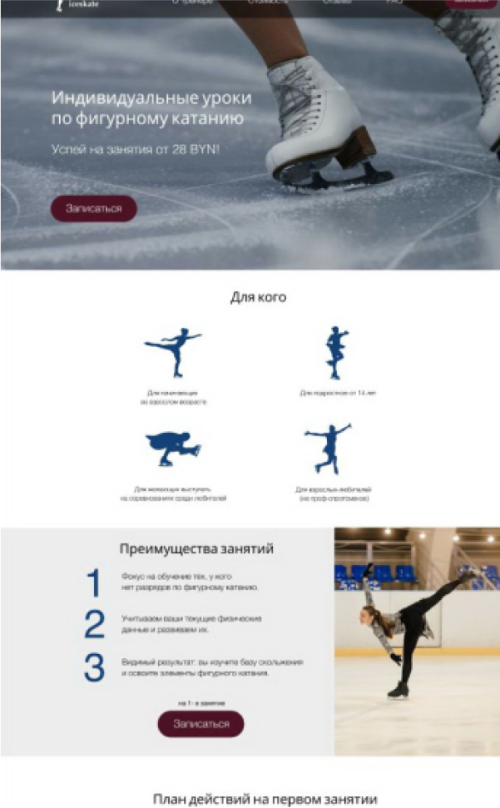 iceskate
О тренере Стоимость Отзывы FAQ
Индивидуальные уроки
по фигурному катанию
Успей на занятия от 28 BYN!
Записаться
Для кого
Для начинающих
во взрослом возрасте
Для подростков от 14 лет
Для желающих выступать
на соревнованиях среди любителей
Для взрослых-любителей
(не проф.спротсменов)
Преимущества занятий
1 Фокус на обучение тех, у кого
нет разрядов по фигурному катанию.
2 Учитываем ваши текущие физические
данные и развиваем их.
3 Видимый результат: вы изучите базу скольжения
и освоите элементы фигурного катания.
на 1-е занятие
Записаться
План действий на первом занятии